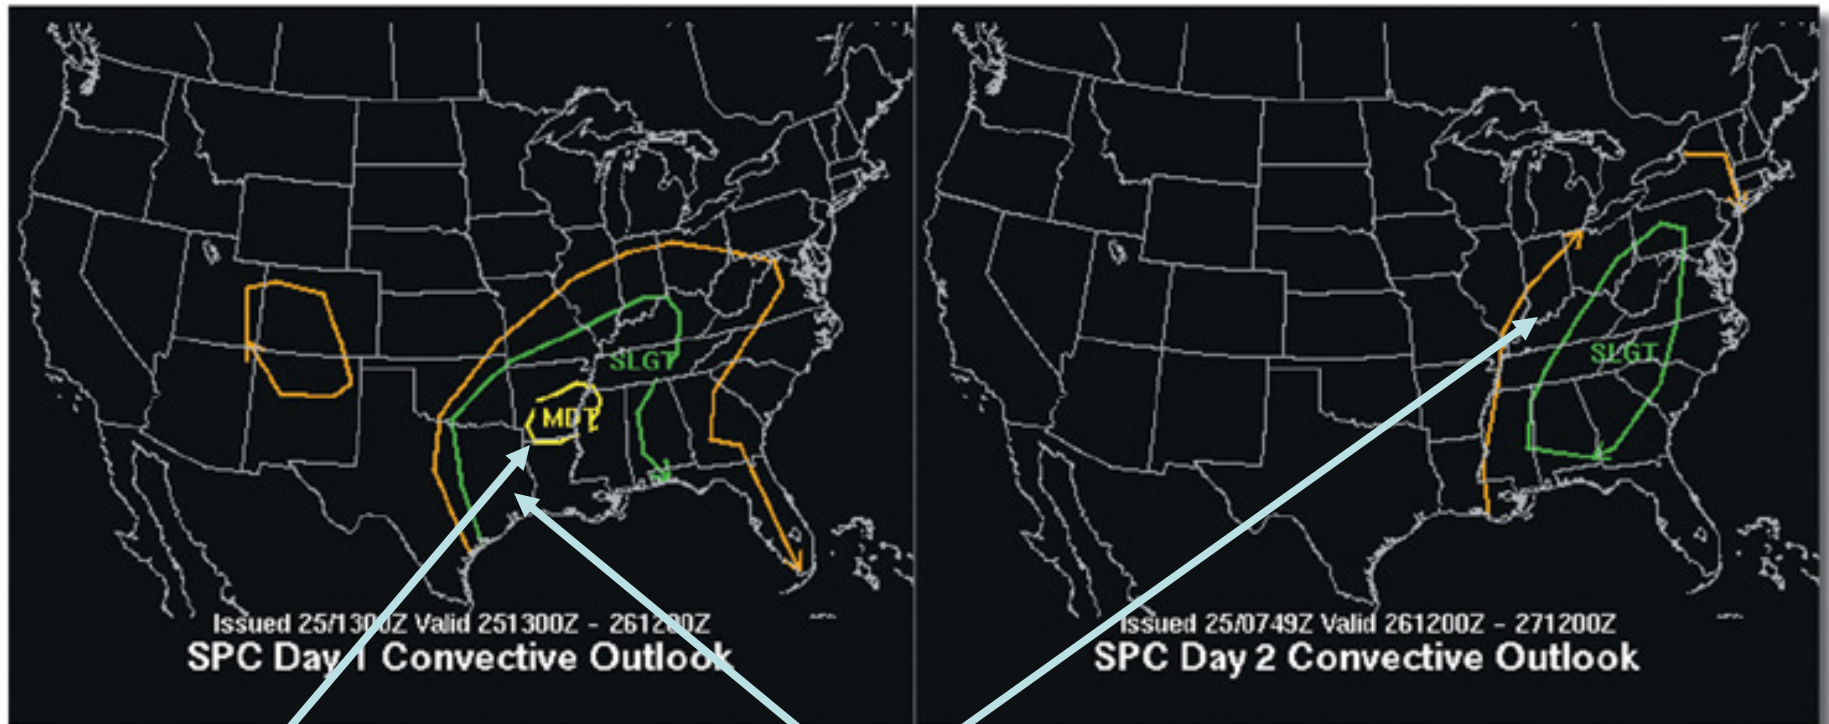 SLGT
MDT
Issued 25/1300Z Valid 251300Z - 261200Z
SPC Day 1 Convective Outlook
SLGT
Issued 25/0749Z Valid 261200Z - 271200Z
SPC Day 2 Convective Outlook